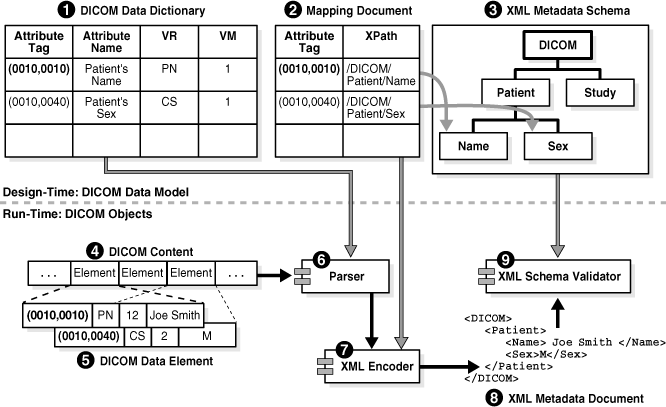 1 DICOM Data Dictionary
Attribute Tag
Attribute Name
VR
VM
(0010,0010)
Patient's Name
PN
1
(0010,0040)
Patient's Sex
CS
1
2 Mapping Document
Attribute Tag
XPath
(0010,0010)
/DICOM/
Patient/Name
(0010,0040)
/DICOM/
Patient/Sex
3 XML Metadata Schema
DICOM
Patient
Study
Name
Sex
Design-Time: DICOM Data Model
Run-Time: DICOM Objects
4 DICOM Content
. . . Element Element Element . . .
(0010,0010) PN 12 Joe Smith
(0010,0040) CS 2 M
5 DICOM Data Element
6
Parser
7
XML Encoder
9
XML Schema Validator
<DICOM>
<Patient>
<Name> Joe Smith </Name>
<Sex>M</Sex>
</Patient>
</DICOM>
8 XML Metadata Document